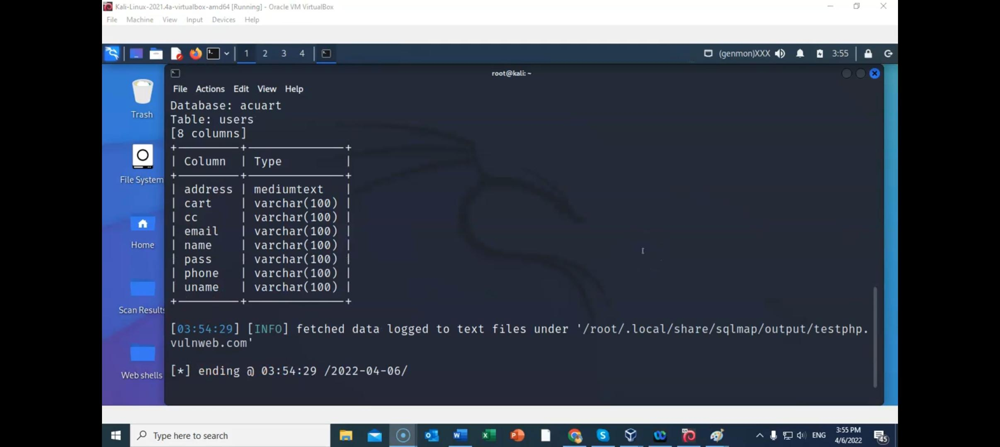 Kali-Linux-2021.4a-virtualbox-amd64 [Running] - Oracle VM VirtualBox
File Machine View Input Devices Help
1 2 3 4 (genmon)XXX 3:55
root@kali: ~
File Actions Edit View Help
Trash
File System
Home
Scan Results
Web shells
Database: acuart
Table: users
[8 columns]
| Column | Type |
| address | mediumtext |
| cart | varchar(100) |
| cc | varchar(100) |
| email | varchar(100) |
| name | varchar(100) |
| pass | varchar(100) |
| phone | varchar(100) |
| uname | varchar(100) |
[03:54:29] [INFO] fetched data logged to text files under '/root/.local/share/sqlmap/output/testphp.
vulnweb.com'
[*] ending @ 03:54:29 /2022-04-06/
Type here to search
ENG
3:55 PM
4/6/2022
45